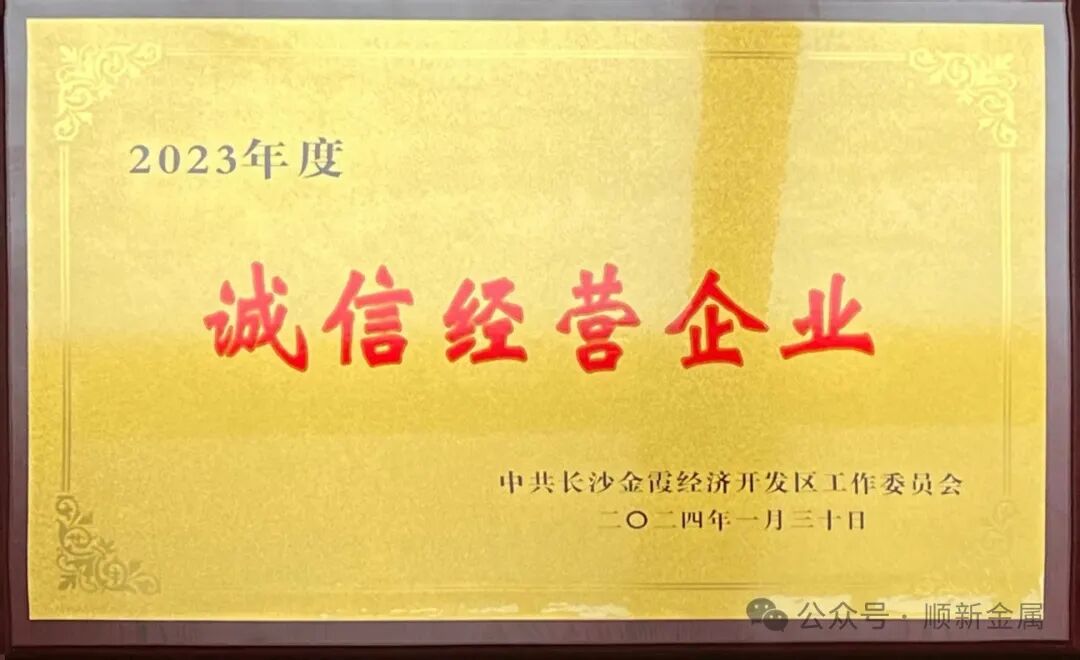 2023年度
诚信经营企业
中共长沙金霞经济开发区工作委员会
二〇二四年一月三十日
公众号·顺新金属